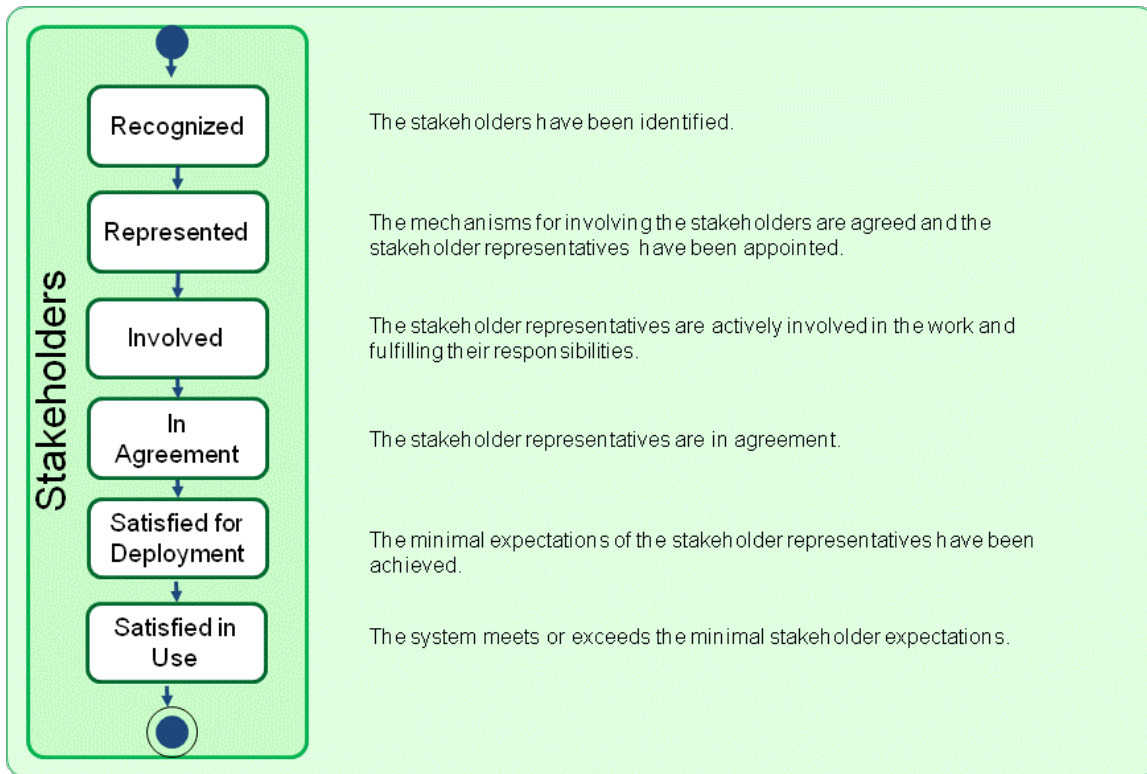 Stakeholders
Recognized
The stakeholders have been identified.
Represented
The mechanisms for involving the stakeholders are agreed and the
stakeholder representatives have been appointed.
Involved
The stakeholder representatives are actively involved in the work and
fulfilling their responsibilities.
In
Agreement
The stakeholder representatives are in agreement.
Satisfied for
Deployment
The minimal expectations of the stakeholder representatives have been
achieved.
Satisfied in
Use
The system meets or exceeds the minimal stakeholder expectations.